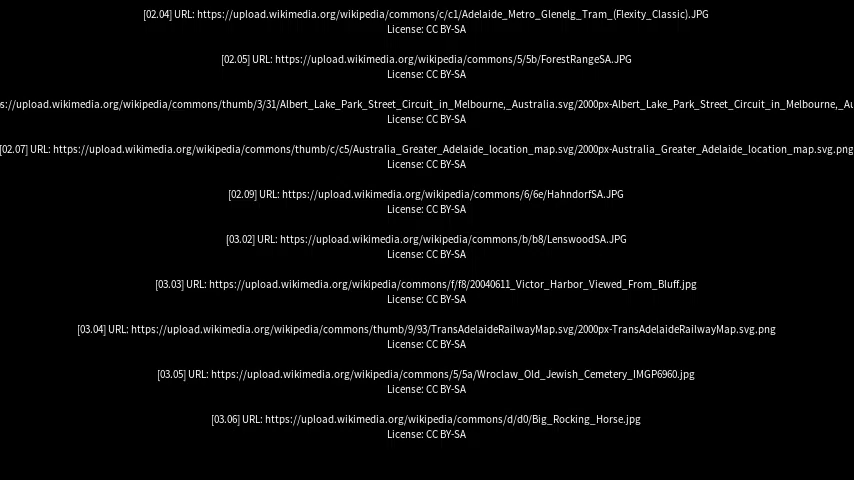 [02.04] URL: https://upload.wikimedia.org/wikipedia/commons/c/c1/Adelaide_Metro_Glenelg_Tram_(Flexity_Classic).JPG
License: CC BY-SA
[02.05] URL: https://upload.wikimedia.org/wikipedia/commons/5/5b/ForestRangeSA.JPG
License: CC BY-SA
s://upload.wikimedia.org/wikipedia/commons/thumb/3/31/Albert_Lake_Park_Street_Circuit_in_Melbourne,_Australia.svg/2000px-Albert_Lake_Park_Street_Circuit_in_Melbourne,_Au
License: CC BY-SA
[02.07] URL: https://upload.wikimedia.org/wikipedia/commons/thumb/c/c5/Australia_Greater_Adelaide_location_map.svg/2000px-Australia_Greater_Adelaide_location_map.svg.png
License: CC BY-SA
[02.09] URL: https://upload.wikimedia.org/wikipedia/commons/6/6e/HahndorfSA.JPG
License: CC BY-SA
[03.02] URL: https://upload.wikimedia.org/wikipedia/commons/b/b8/LenswoodSA.JPG
License: CC BY-SA
[03.03] URL: https://upload.wikimedia.org/wikipedia/commons/f/f8/20040611_Victor_Harbor_Viewed_From_Bluff.jpg
License: CC BY-SA
[03.04] URL: https://upload.wikimedia.org/wikipedia/commons/thumb/9/93/TransAdelaideRailwayMap.svg/2000px-TransAdelaideRailwayMap.svg.png
License: CC BY-SA
[03.05] URL: https://upload.wikimedia.org/wikipedia/commons/5/5a/Wroclaw_Old_Jewish_Cemetery_IMGP6960.jpg
License: CC BY-SA
[03.06] URL: https://upload.wikimedia.org/wikipedia/commons/d/d0/Big_Rocking_Horse.jpg
License: CC BY-SA